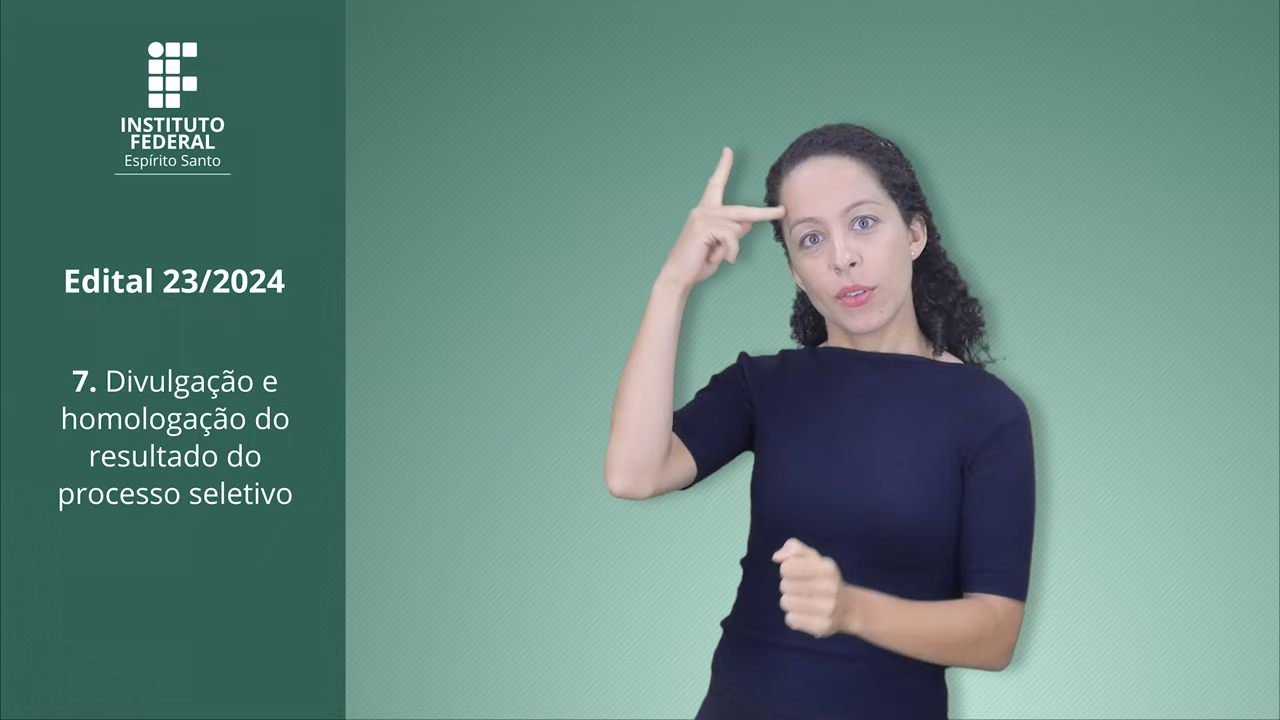 INSTITUTO
FEDERAL
Espírito Santo
Edital 23/2024
7. Divulgação e
homologação do
resultado do
processo seletivo